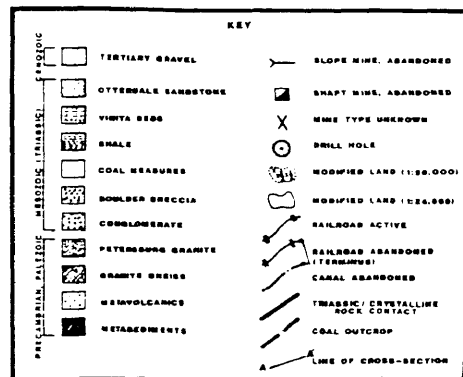 KEY
CENOZOIC
TERTIARY GRAVEL
MESOZOIC (TRIASSIC)
OTTERDALE SANDSTONE
VINITA BEDS
SHALE
COAL MEASURES
BOULDER BRECCIA
CONGLOMERATE
PRECAMBRIAN, PALEZOIC
PETERSBURG GRANITE
GRANITE GNEISS
METAVOLCANICS
METASEDIMENTS
SLOPE MINE, ABANDONED
SHAFT MINE, ABANDONED
MINE TYPE UNKNOWN
DRILL HOLE
MODIFIED LAND (1:50,000)
MODIFIED LAND (1:24,000)
RAILROAD ACTIVE
RAILROAD ABANDONED
(TERMINUS)
CANAL ABANDONED
TRIASSIC/CRYSTALLINE
ROCK CONTACT
COAL OUTCROP
A A'
LINE OF CROSS-SECTION